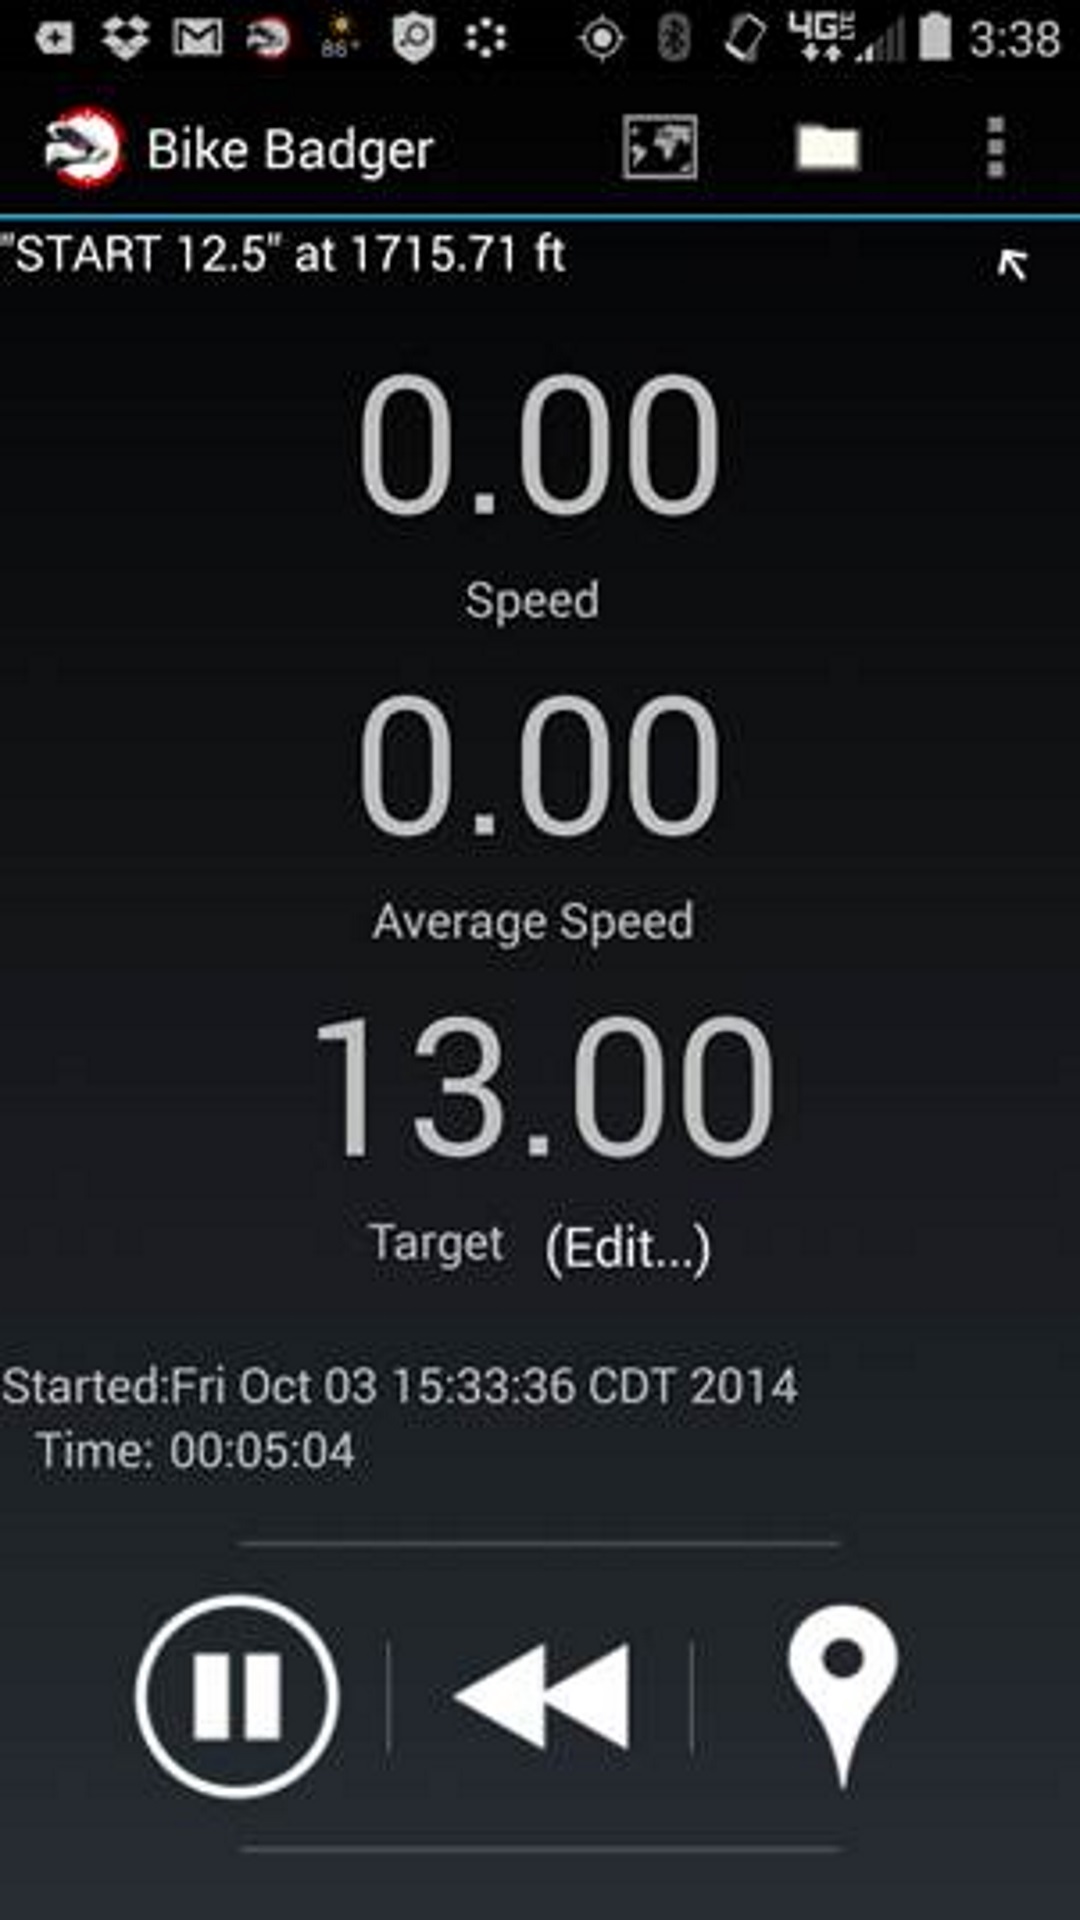 86°
4G LTE
3:38
Bike Badger
"START 12.5" at 1715.71 ft
0.00
Speed
0.00
Average Speed
13.00
Target (Edit...)
Started:Fri Oct 03 15:33:36 CDT 2014
Time: 00:05:04